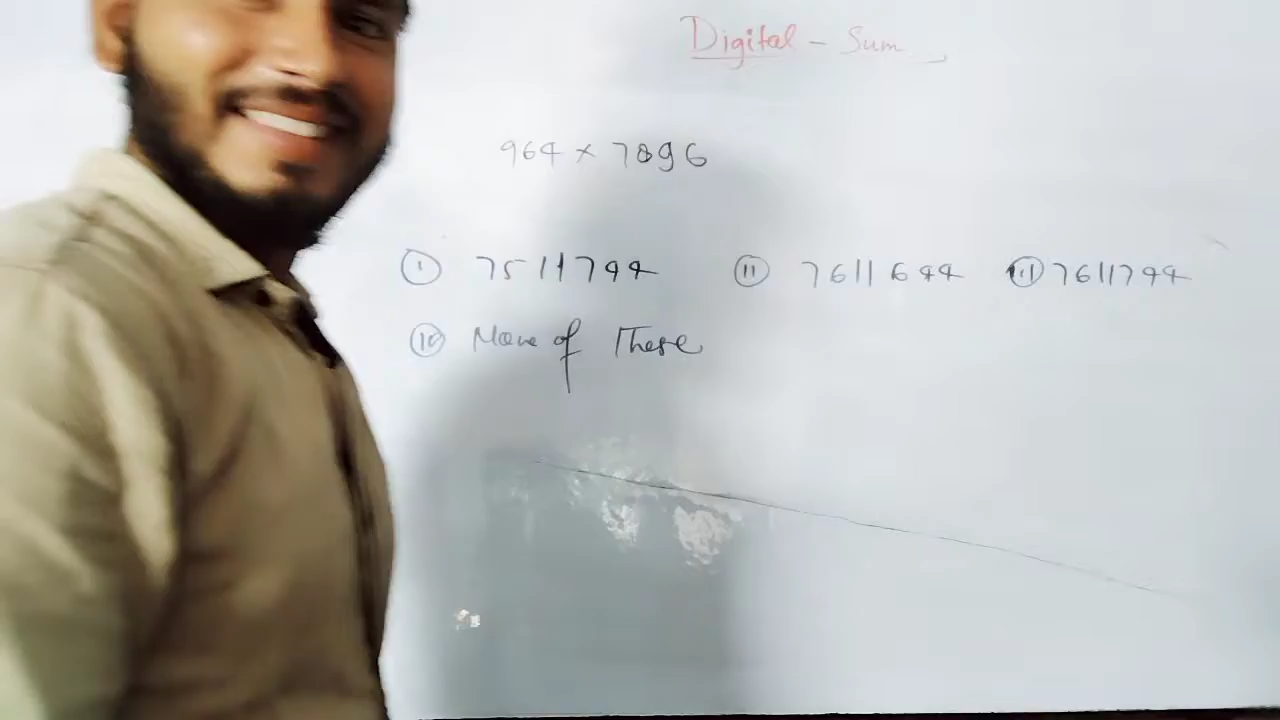 Digital - Sum
964 × 7896
(i) 7511744 (ii) 7611644 (iii) 7611744
(iv) None of These